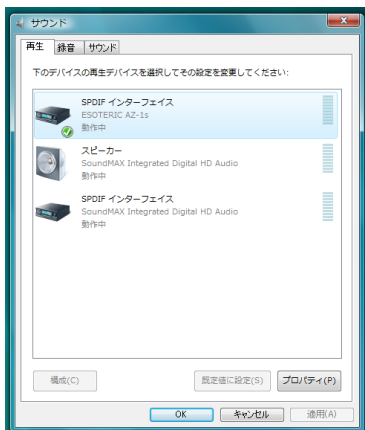 サウンド
再生 録音 サウンド
下のデバイスの再生デバイスを選択してその設定を変更してください:
SPDIF インターフェイス
ESOTERIC AZ-1s
動作中
スピーカー
SoundMAX Integrated Digital HD Audio
動作中
SPDIF インターフェイス
SoundMAX Integrated Digital HD Audio
動作中
構成(C) 既定値に設定(S) プロパティ(P)
OK キャンセル 適用(A)